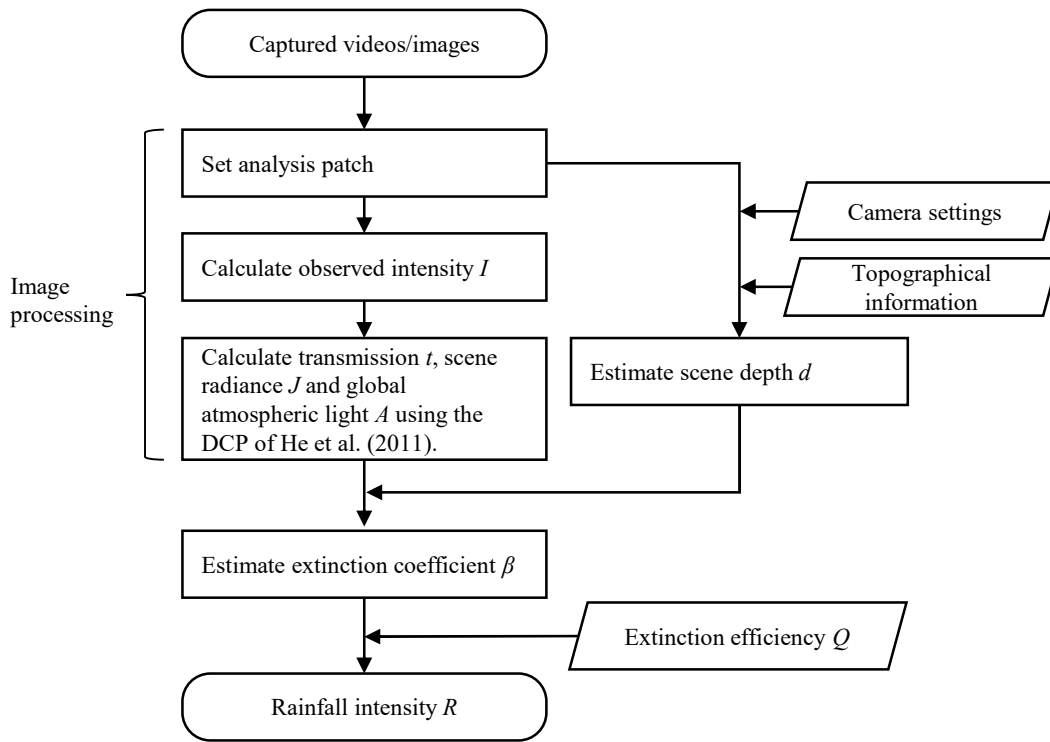 Captured videos/images
Set analysis patch
Camera settings
Calculate observed intensity I
Topographical
information
Image
processing
Calculate transmission t, scene
radiance J and global
atmospheric light A using the
DCP of He et al. (2011).
Estimate scene depth d
Estimate extinction coefficient β
Extinction efficiency Q
Rainfall intensity R